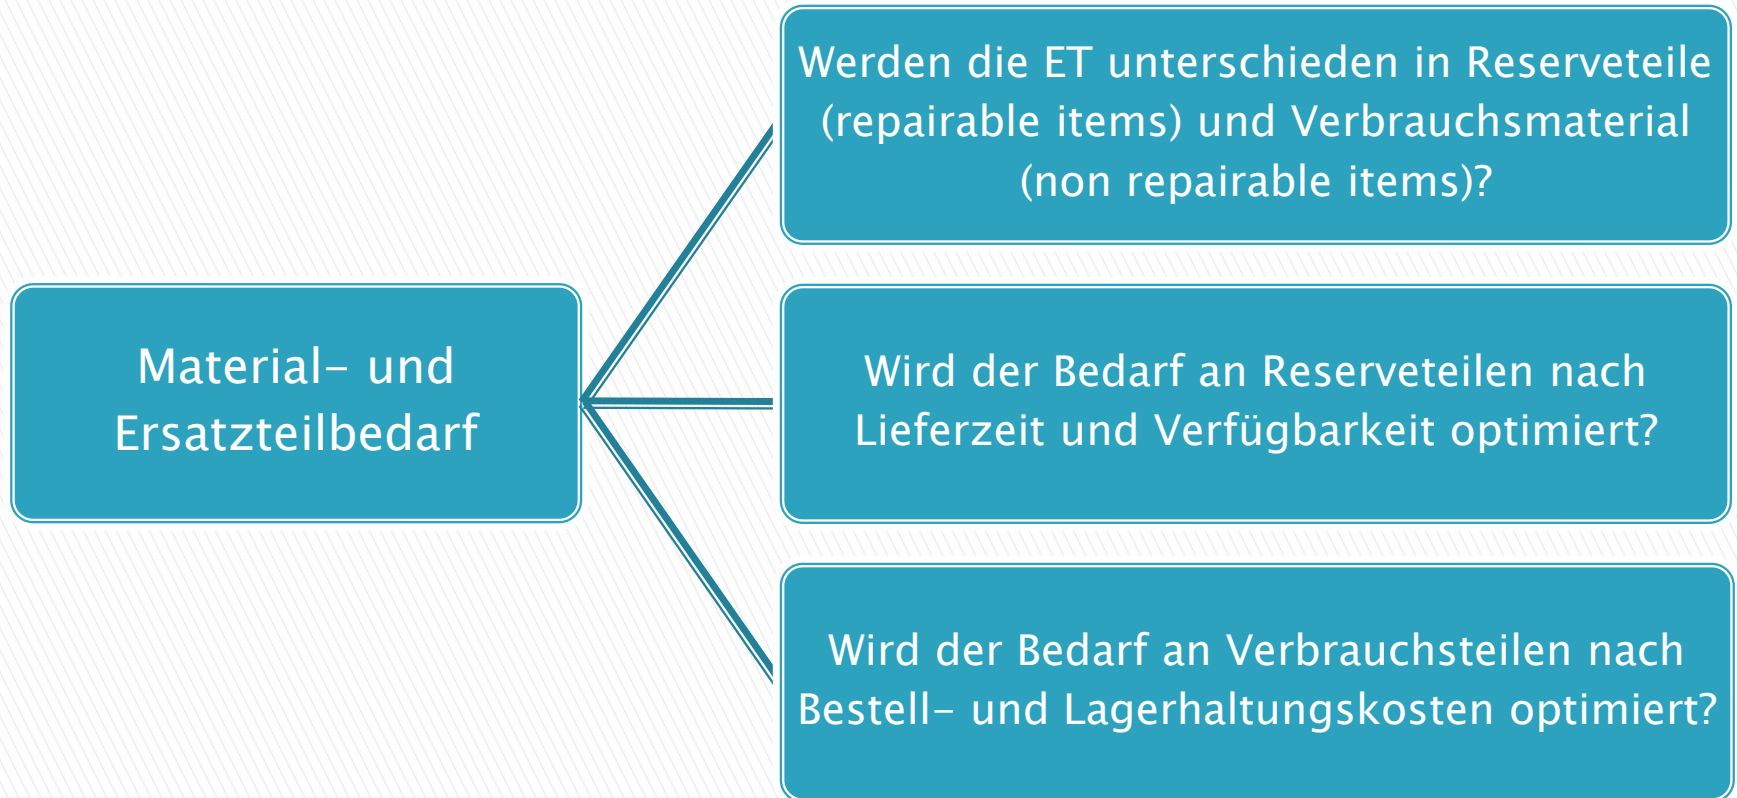 Material- und
Ersatzteilbedarf
Werden die ET unterschieden in Reserveteile
(repairable items) und Verbrauchsmaterial
(non repairable items)?
Wird der Bedarf an Reserveteilen nach
Lieferzeit und Verfügbarkeit optimiert?
Wird der Bedarf an Verbrauchsteilen nach
Bestell- und Lagerhaltungskosten optimiert?